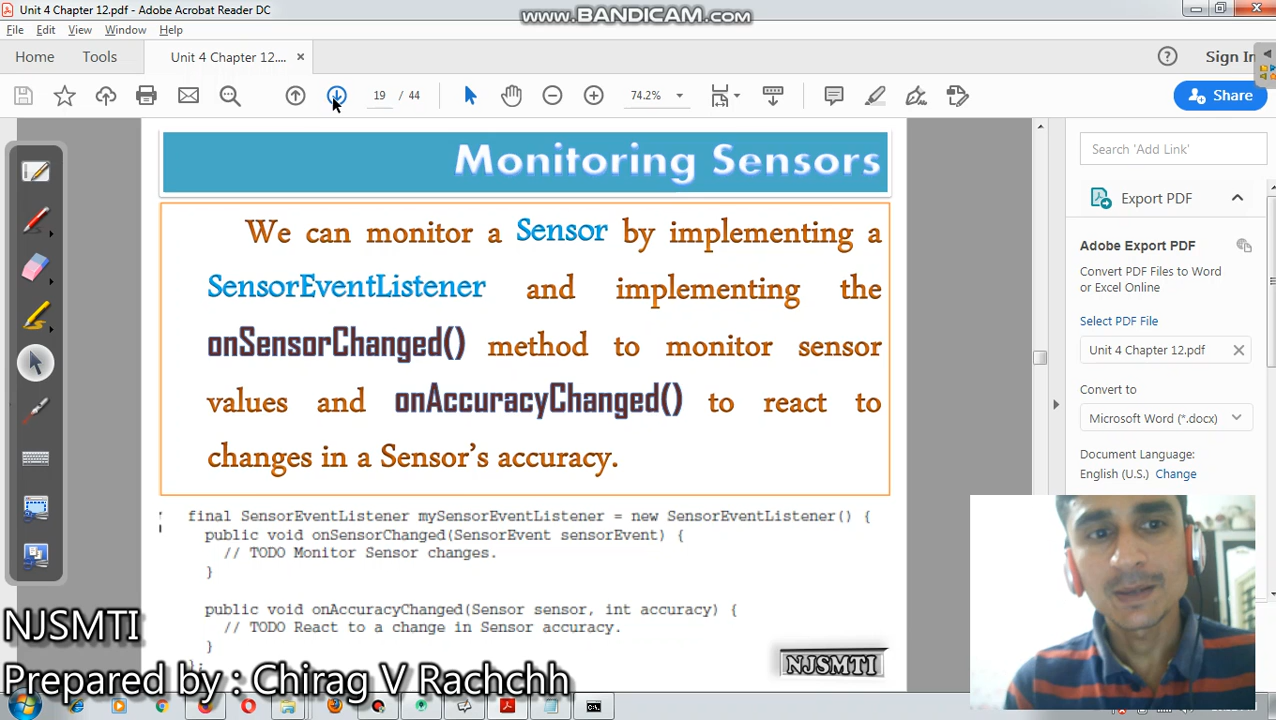 Unit 4 Chapter 12.pdf - Adobe Acrobat Reader DC
www.BANDICAM.com
File Edit View Window Help
Home Tools Unit 4 Chapter 12.... × Sign In
19 / 44 74.2% Share
Monitoring Sensors
We can monitor a Sensor by implementing a
SensorEventListener and implementing the
onSensorChanged() method to monitor sensor
values and onAccuracyChanged() to react to
changes in a Sensor's accuracy.
final SensorEventListener mySensorEventListener = new SensorEventListener() {
public void onSensorChanged(SensorEvent sensorEvent) {
// TODO Monitor Sensor changes.
}
public void onAccuracyChanged(Sensor sensor, int accuracy) {
// TODO React to a change in Sensor accuracy.
}
NJSMTI
Search 'Add Link'
Export PDF
Adobe Export PDF
Convert PDF Files to Word
or Excel Online
Select PDF File
Unit 4 Chapter 12.pdf
Convert to
Microsoft Word (*.docx)
Document Language:
English (U.S.) Change
NJSMTI
Prepared by : Chirag V Rachchh